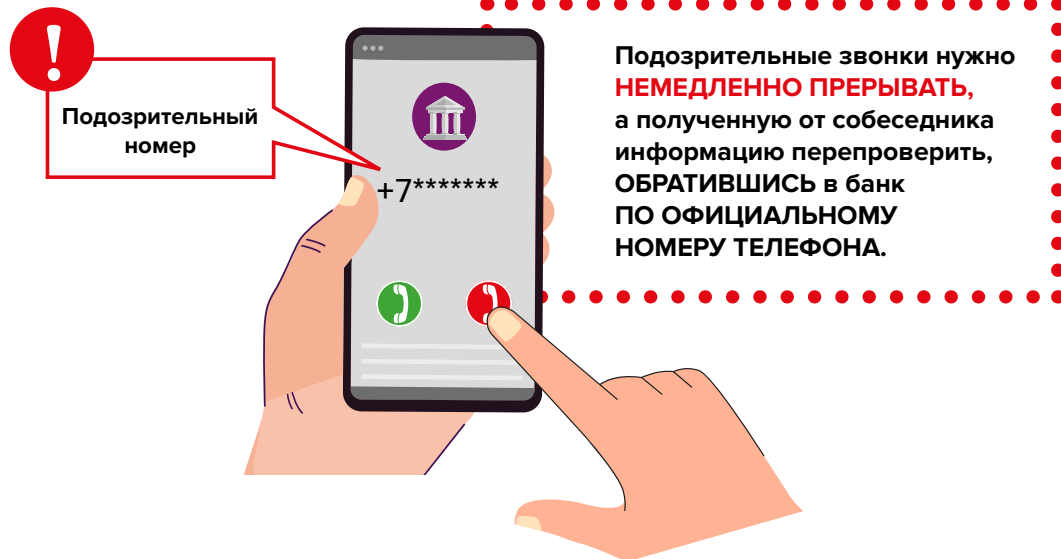 Подозрительный
номер
+7*******
Подозрительные звонки нужно
НЕМЕДЛЕННО ПРЕРЫВАТЬ,
а полученную от собеседника
информацию перепроверить,
ОБРАТИВШИСЬ в банк
ПО ОФИЦИАЛЬНОМУ
НОМЕРУ ТЕЛЕФОНА.